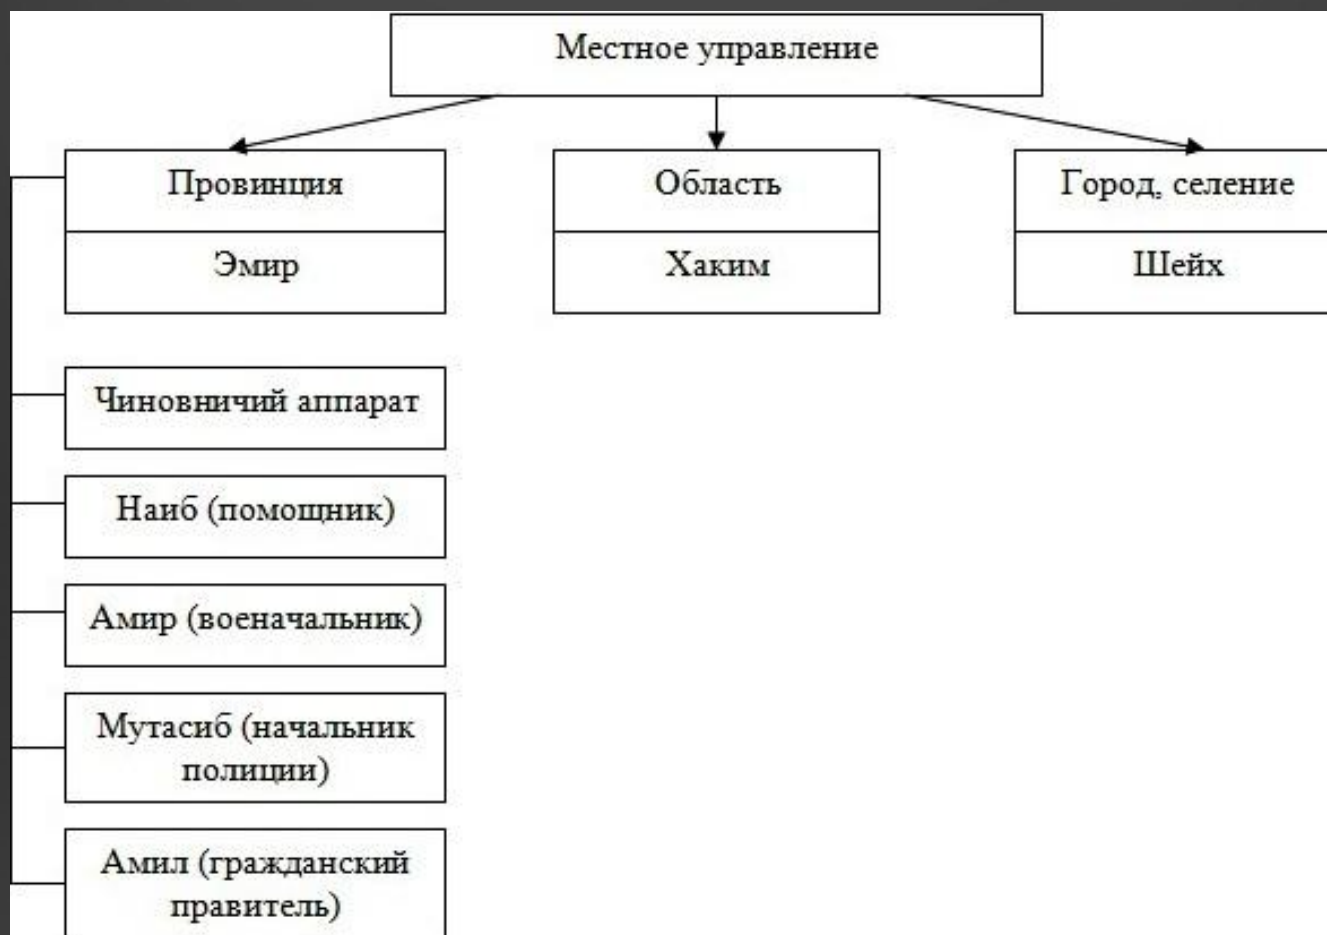 Местное управление
Провинция
Эмир
Область
Хаким
Город, селение
Шейх
Чиновничий аппарат
Наиб (помощник)
Амир (военачальник)
Мутасиб (начальник
полиции)
Амил (гражданский
правитель)